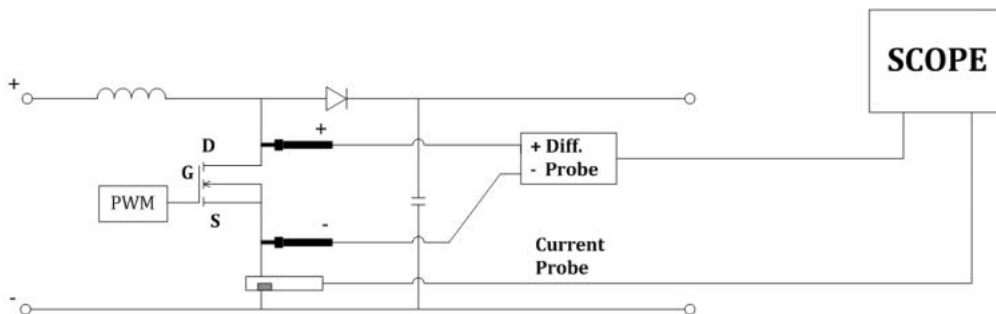 SCOPE
+
D
+
+ Diff.
- Probe
G
PWM
S
-
Current
Probe
-